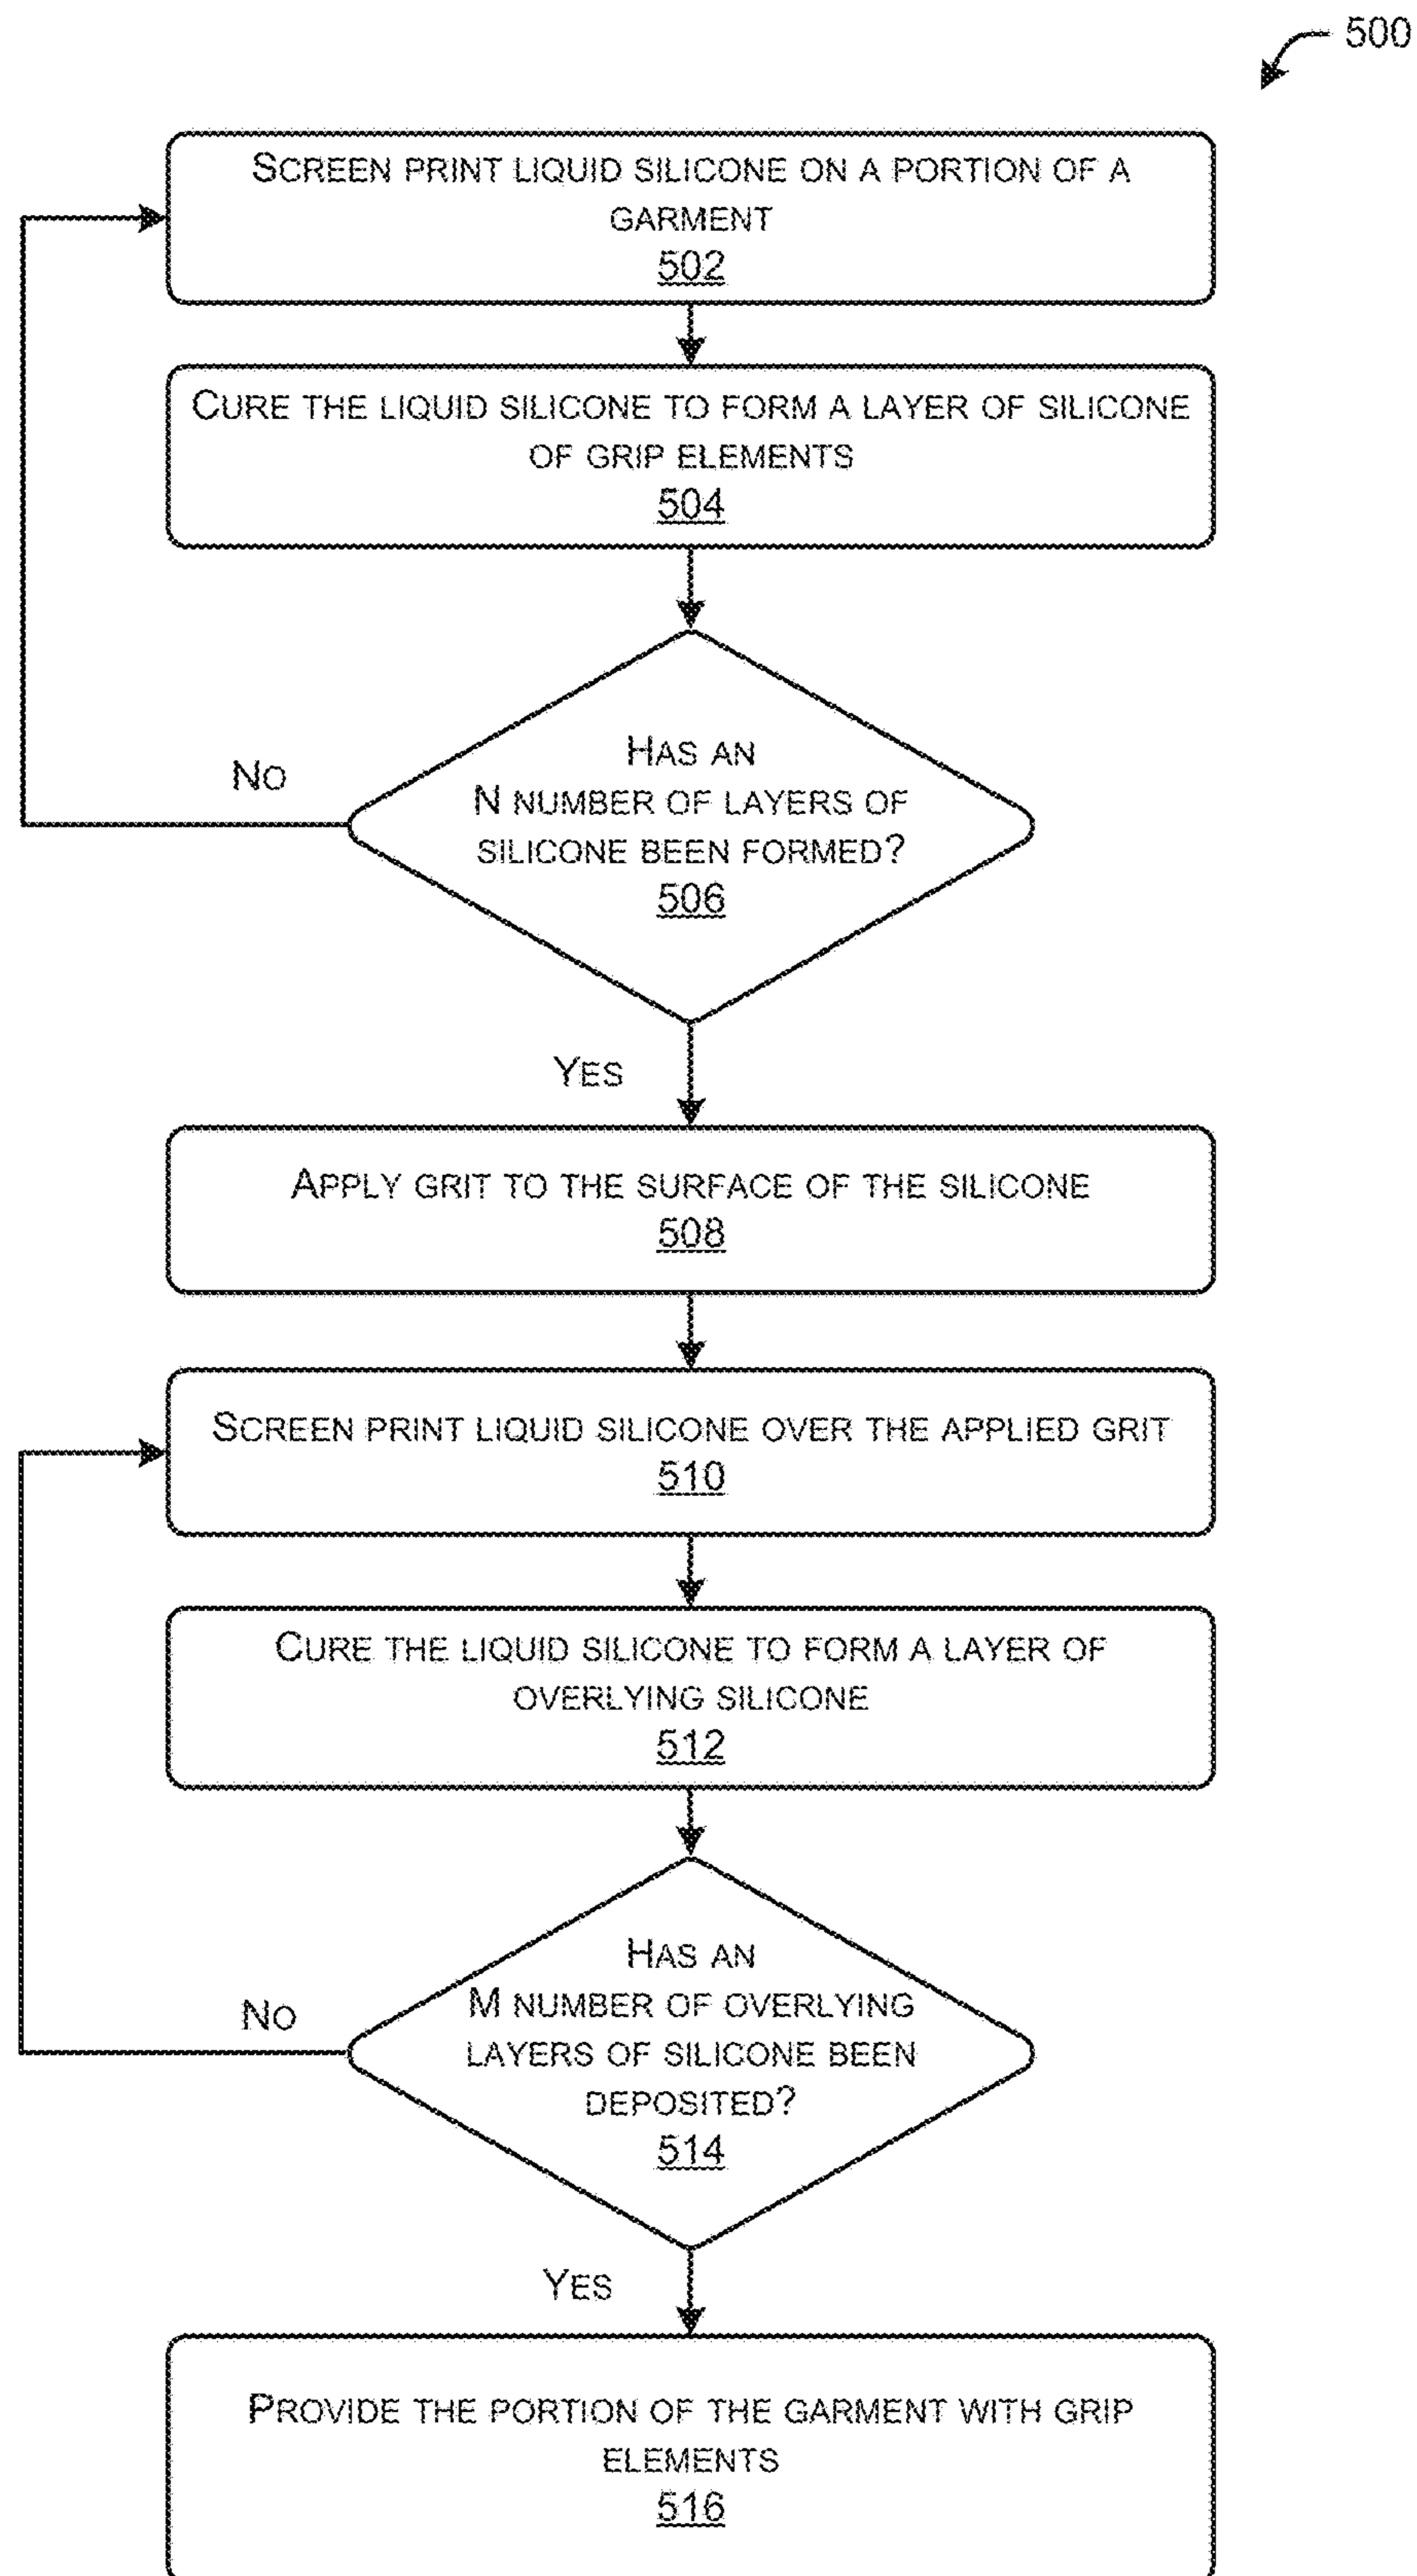 500
SCREEN PRINT LIQUID SILICONE ON A PORTION OF A
GARMENT
502
CURE THE LIQUID SILICONE TO FORM A LAYER OF SILICONE
OF GRIP ELEMENTS
504
HAS AN
N NUMBER OF LAYERS OF
SILICONE BEEN FORMED?
506
NO
YES
APPLY GRIT TO THE SURFACE OF THE SILICONE
508
SCREEN PRINT LIQUID SILICONE OVER THE APPLIED GRIT
510
CURE THE LIQUID SILICONE TO FORM A LAYER OF
OVERLYING SILICONE
512
HAS AN
M NUMBER OF OVERLYING
LAYERS OF SILICONE BEEN
DEPOSITED?
514
NO
YES
PROVIDE THE PORTION OF THE GARMENT WITH GRIP
ELEMENTS
516